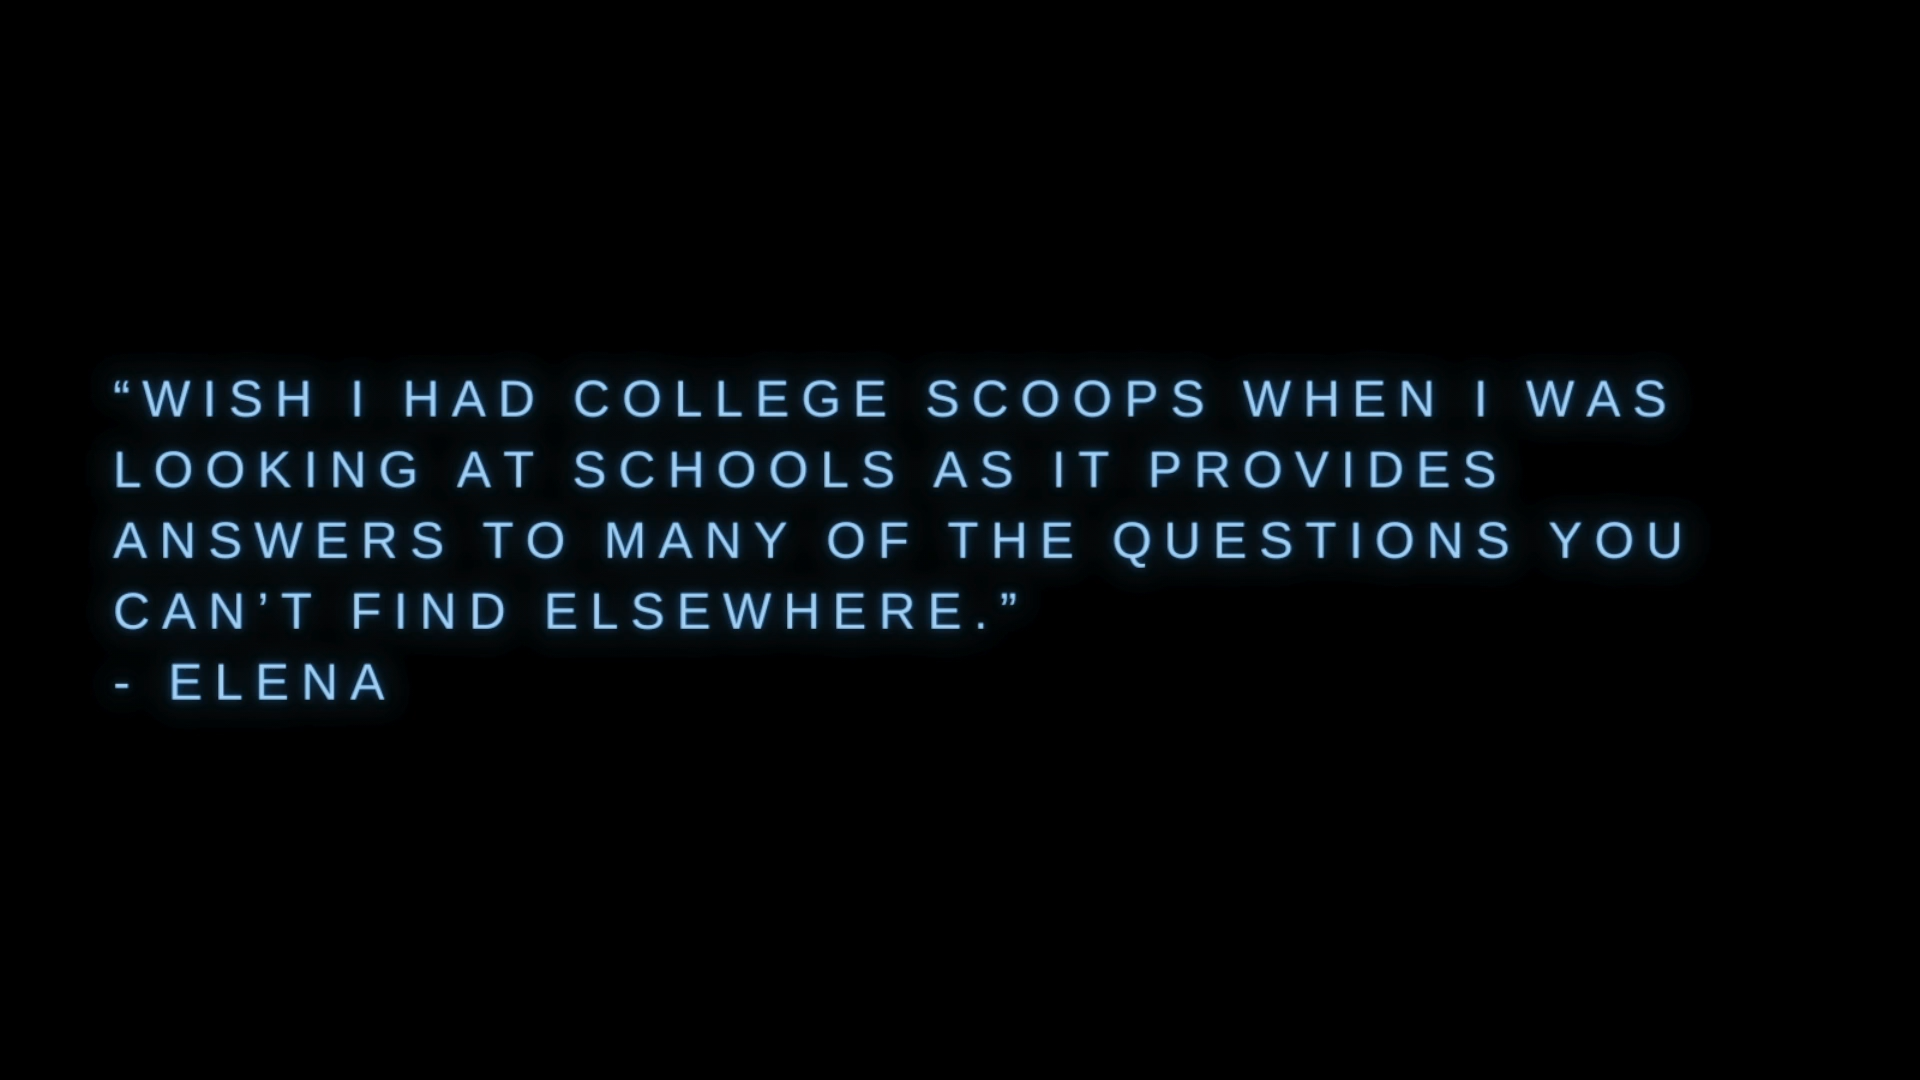 “WISH I HAD COLLEGE SCOOPS WHEN I WAS
LOOKING AT SCHOOLS AS IT PROVIDES
ANSWERS TO MANY OF THE QUESTIONS YOU
CAN’T FIND ELSEWHERE.”
- ELENA